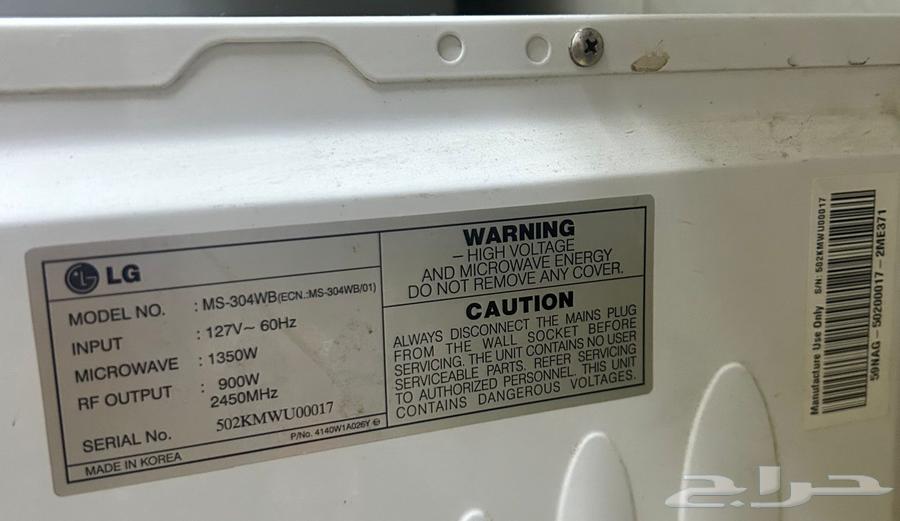 LG
MODEL NO. : MS-304WB(ECN.:MS-304WB/01)
INPUT : 127V~ 60Hz
MICROWAVE : 1350W
RF OUTPUT : 900W
2450MHz
SERIAL No. 502KMWU00017
P/No. 4140W1A026Y
MADE IN KOREA
WARNING
– HIGH VOLTAGE
AND MICROWAVE ENERGY
DO NOT REMOVE ANY COVER.
CAUTION
ALWAYS DISCONNECT THE MAINS PLUG
FROM THE WALL SOCKET BEFORE
SERVICING. THE UNIT CONTAINS NO USER
SERVICEABLE PARTS. REFER SERVICING
TO AUTHORIZED PERSONNEL. THIS UNIT
CONTAINS DANGEROUS VOLTAGES.
Manufacture Use Only S/N: 502KMWU00017
59NAG-50200017-2ME371
حراج